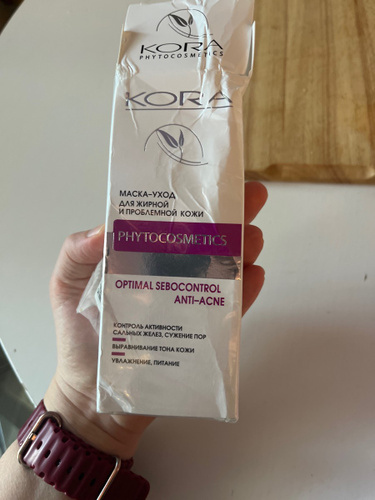 KORA
PHYTOCOSMETICS
KORA
МАСКА-УХОД
ДЛЯ ЖИРНОЙ
И ПРОБЛЕМНОЙ КОЖИ
PHYTOCOSMETICS
OPTIMAL SEBOCONTROL
ANTI-ACNE
КОНТРОЛЬ АКТИВНОСТИ
САЛЬНЫХ ЖЕЛЕЗ, СУЖЕНИЕ ПОР
ВЫРАВНИВАНИЕ ТОНА КОЖИ
УВЛАЖНЕНИЕ, ПИТАНИЕ